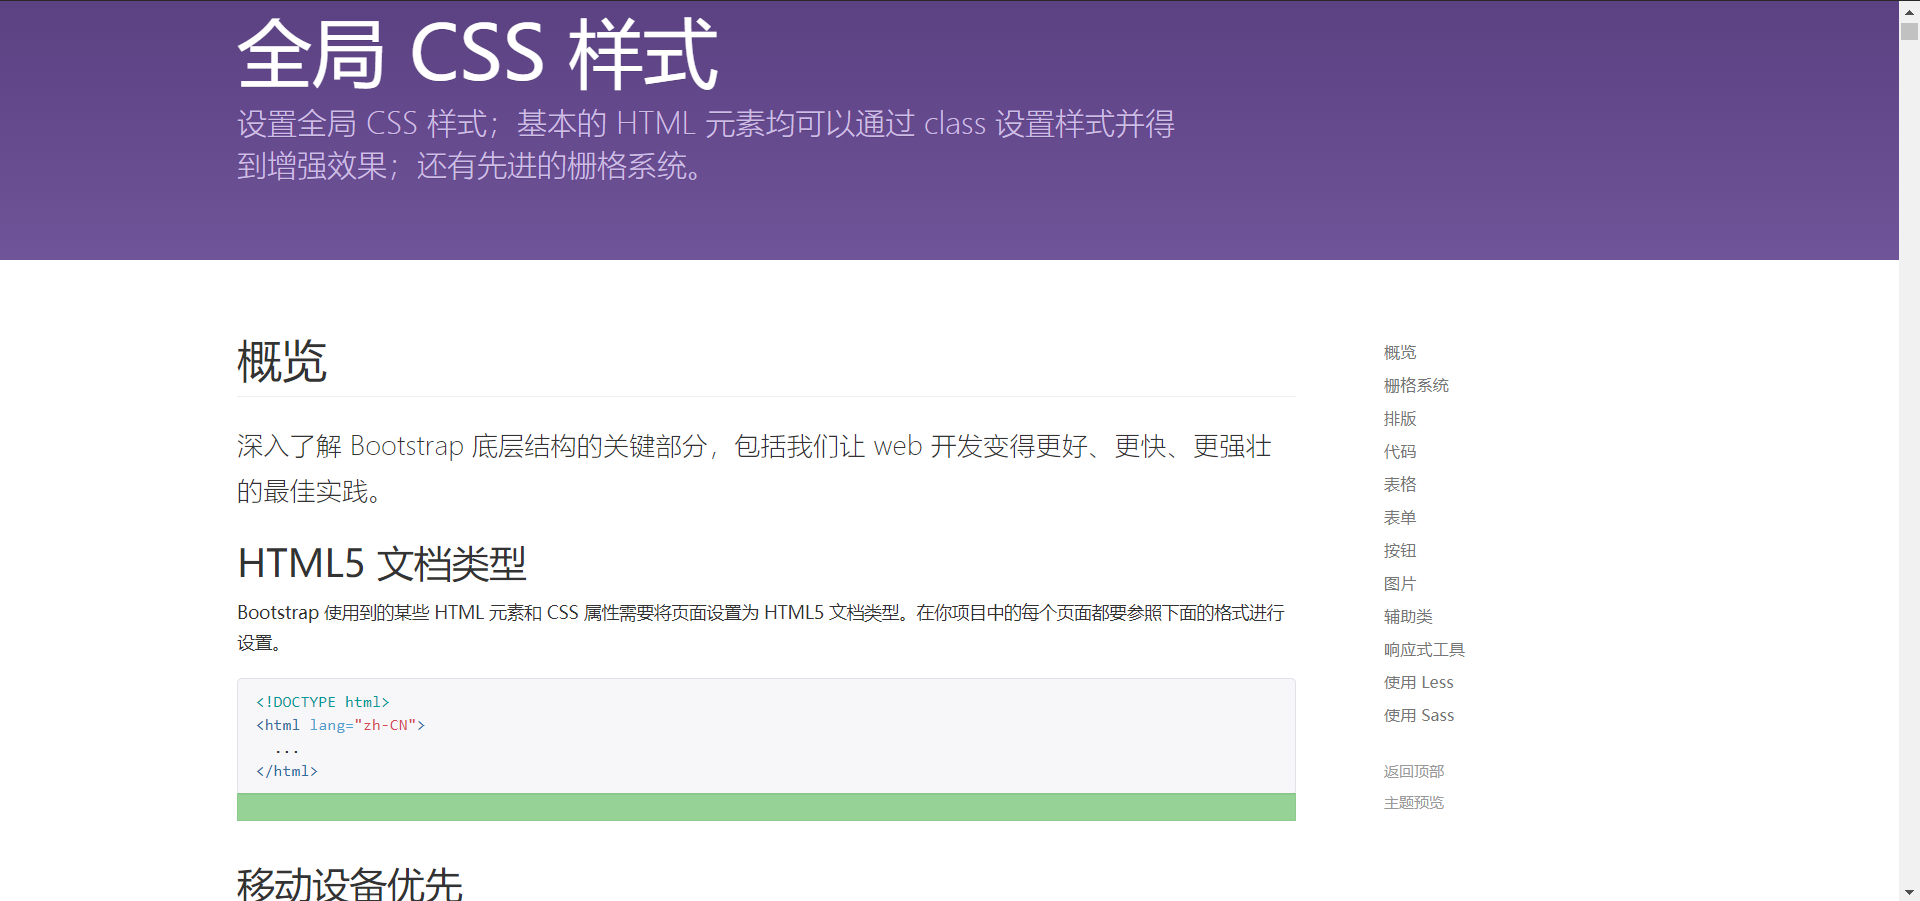 全局 CSS 样式
设置全局 CSS 样式；基本的 HTML 元素均可以通过 class 设置样式并得
到增强效果；还有先进的栅格系统。
概览
深入了解 Bootstrap 底层结构的关键部分，包括我们让 web 开发变得更好、更快、更强壮
的最佳实践。
HTML5 文档类型
Bootstrap 使用到的某些 HTML 元素和 CSS 属性需要将页面设置为 HTML5 文档类型。在你项目中的每个页面都要参照下面的格式进行
设置。
<!DOCTYPE html>
<html lang="zh-CN">
  ...
</html>
移动设备优先
概览
栅格系统
排版
代码
表格
表单
按钮
图片
辅助类
响应式工具
使用 Less
使用 Sass
返回顶部
主题预览